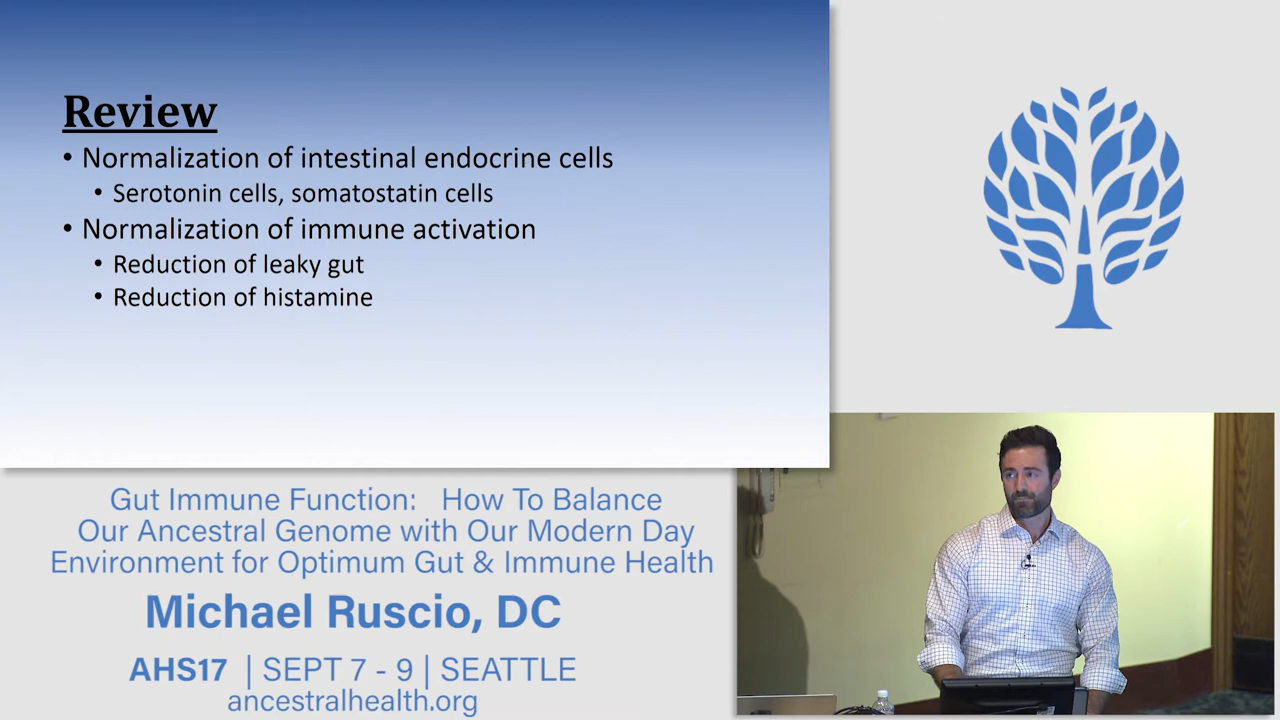 Review
• Normalization of intestinal endocrine cells
• Serotonin cells, somatostatin cells
• Normalization of immune activation
• Reduction of leaky gut
• Reduction of histamine
Gut Immune Function: How To Balance
Our Ancestral Genome with Our Modern Day
Environment for Optimum Gut & Immune Health
Michael Ruscio, DC
AHS17 | SEPT 7 - 9 | SEATTLE
ancestralhealth.org